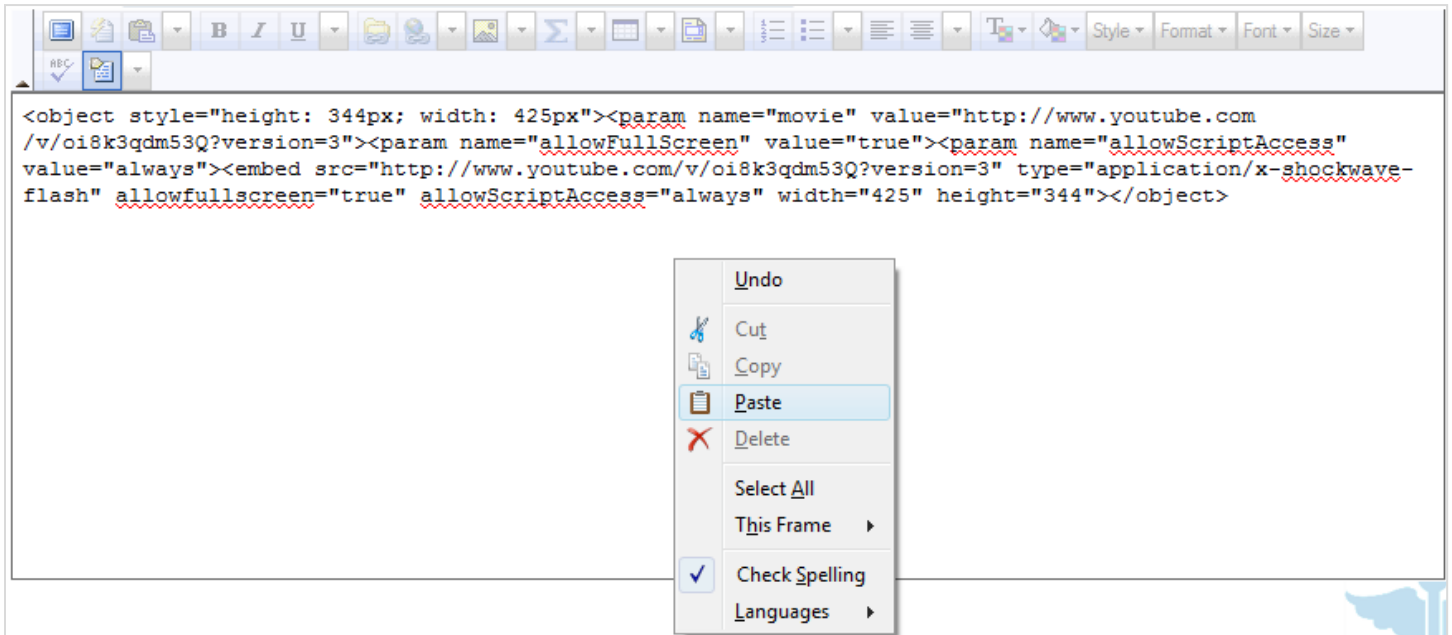 B I U Σ T Style Format Font Size
ABC
<object style="height: 344px; width: 425px"><param name="movie" value="http://www.youtube.com
/v/oi8k3qdm53Q?version=3"><param name="allowFullScreen" value="true"><param name="allowScriptAccess"
value="always"><embed src="http://www.youtube.com/v/oi8k3qdm53Q?version=3" type="application/x-shockwave-
flash" allowfullscreen="true" allowScriptAccess="always" width="425" height="344"></object>
Undo
Cut
Copy
Paste
Delete
Select All
This Frame
Check Spelling
Languages